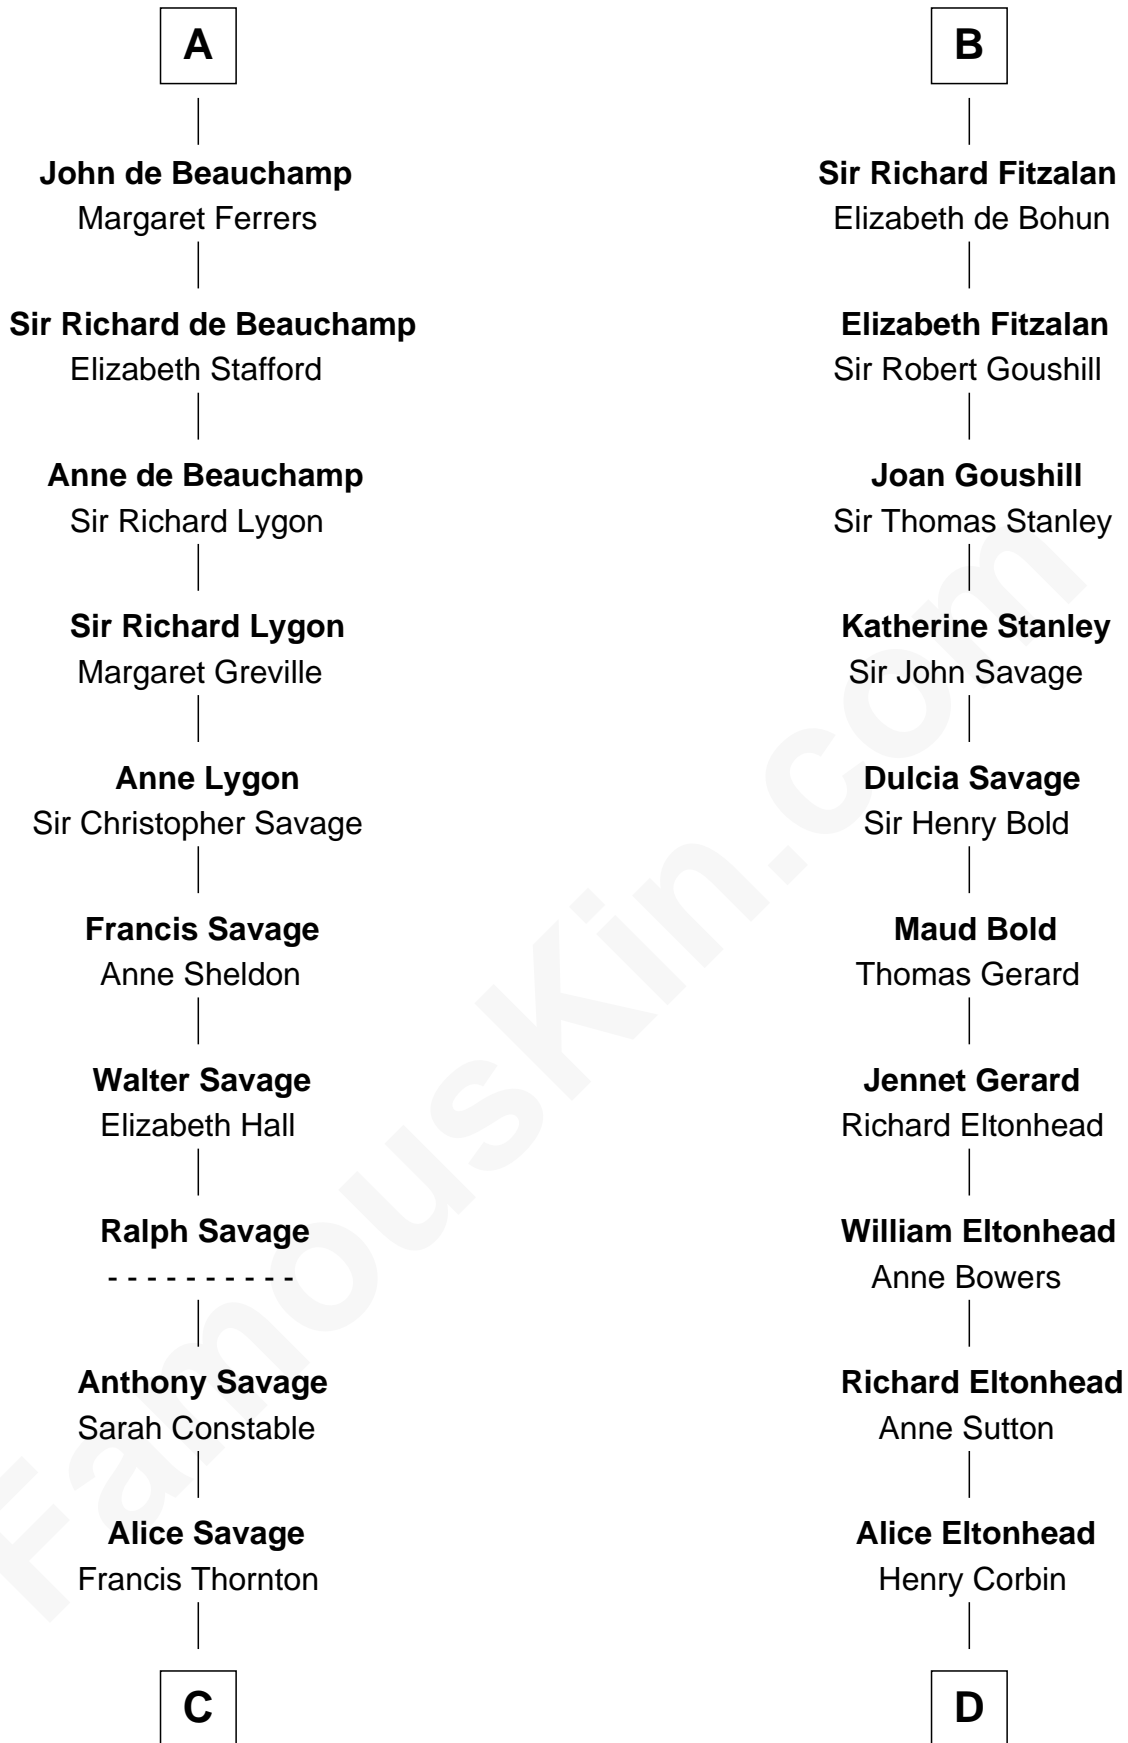 A
John de Beauchamp
Margaret Ferrers
Sir Richard de Beauchamp
Elizabeth Stafford
Anne de Beauchamp
Sir Richard Lygon
Sir Richard Lygon
Margaret Greville
Anne Lygon
Sir Christopher Savage
Francis Savage
Anne Sheldon
Walter Savage
Elizabeth Hall
Ralph Savage
- - - - - - - - - -
Anthony Savage
Sarah Constable
Alice Savage
Francis Thornton
C
B
Sir Richard Fitzalan
Elizabeth de Bohun
Elizabeth Fitzalan
Sir Robert Goushill
Joan Goushill
Sir Thomas Stanley
Katherine Stanley
Sir John Savage
Dulcia Savage
Sir Henry Bold
Maud Bold
Thomas Gerard
Jennet Gerard
Richard Eltonhead
William Eltonhead
Anne Bowers
Richard Eltonhead
Anne Sutton
Alice Eltonhead
Henry Corbin
D
FamousKin.com